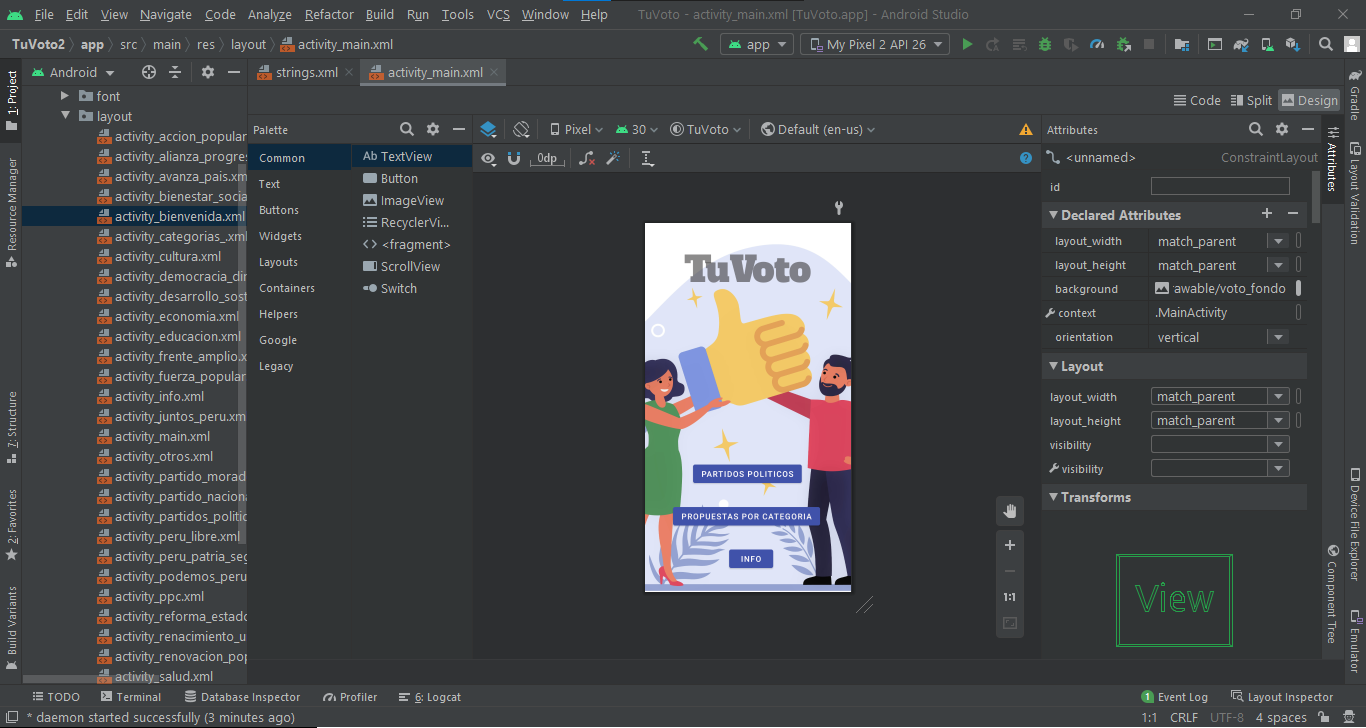 File Edit View Navigate Code Analyze Refactor Build Run Tools VCS Window Help TuVoto - activity_main.xml [TuVoto.app] - Android Studio
TuVoto2 app src main res layout activity_main.xml
app
My Pixel 2 API 26
1: Project
Resource Manager
7: Structure
2: Favorites
Build Variants
Android
font
layout
activity_accion_popular
activity_alianza_progre
activity_avanza_pais.xm
activity_bienestar_socia
activity_bienvenida.xml
activity_categorias_.xml
activity_cultura.xml
activity_democracia_di
activity_desarrollo_sost
activity_economia.xml
activity_educacion.xml
activity_frente_amplio.x
activity_fuerza_popular
activity_info.xml
activity_juntos_peru.xm
activity_main.xml
activity_otros.xml
activity_partido_morad
activity_partido_naciona
activity_partidos_politic
activity_peru_libre.xml
activity_peru_patria_seg
activity_podemos_peru
activity_ppc.xml
activity_reforma_estado
activity_renacimiento_u
activity_renovacion_pop
activity_salud.xml
strings.xml
activity_main.xml
Code Split Design
Palette
Common
Text
Buttons
Widgets
Layouts
Containers
Helpers
Google
Legacy
Ab TextView
Button
ImageView
RecyclerVi...
<fragment>
ScrollView
Switch
Pixel 30 TuVoto Default (en-us)
0dp
TuVoto
PARTIDOS POLITICOS
PROPUESTAS POR CATEGORIA
INFO
1:1
Attributes
<unnamed> ConstraintLayout
id
Declared Attributes
layout_width match_parent
layout_height match_parent
background awable/voto_fondo
context .MainActivity
orientation vertical
Layout
layout_width match_parent
layout_height match_parent
visibility
visibility
Transforms
View
Attributes
Component Tree
Gradle
Layout Validation
Device File Explorer
Emulator
TODO Terminal Database Inspector Profiler 6: Logcat 1 Event Log Layout Inspector
* daemon started successfully (3 minutes ago) 1:1 CRLF UTF-8 4 spaces